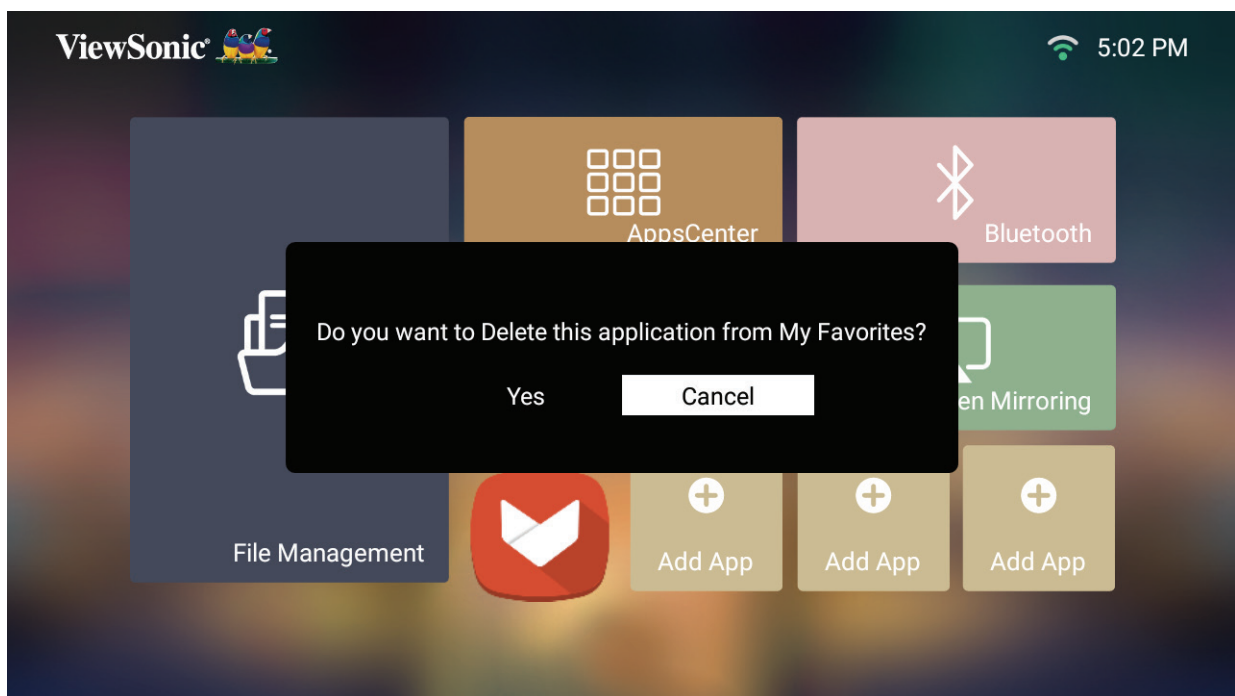 ViewSonic®
5:02 PM
AppsCenter
Bluetooth
Do you want to Delete this application from My Favorites?
Yes
Cancel
en Mirroring
File Management
Add App
Add App
Add App